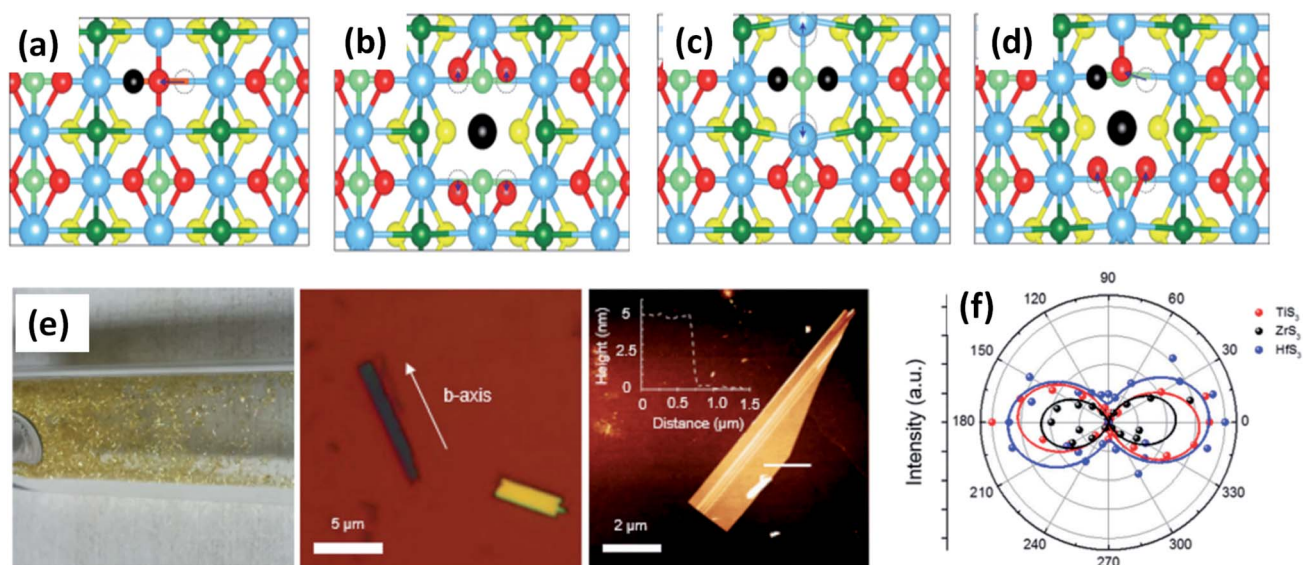 (a)
(b)
(c)
(d)
(e)
b-axis
5 µm
Height (nm)
5
2.5
0
0 0.5 1.0 1.5
Distance (µm)
2 µm
(f)
Intensity (a.u.)
90
60
30
0
330
300
270
240
210
180
150
120
TiS3
ZrS3
HfS3